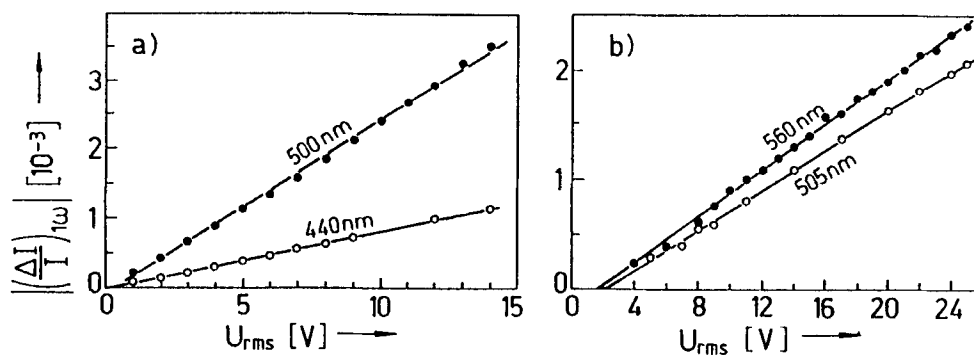 a)
b)
|(ΔI/I)1ω| [10⁻³]
3
2
1
0
500nm
440nm
0 5 10 15
Urms [V]
2
1
0
560nm
505nm
0 4 8 12 16 20 24
Urms [V]